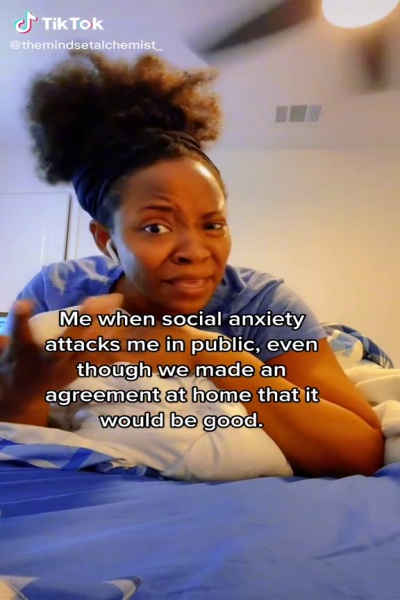 TikTok
@themindsetalchemist_
Me when social anxiety
attacks me in public, even
though we made an
agreement at home that it
would be good.